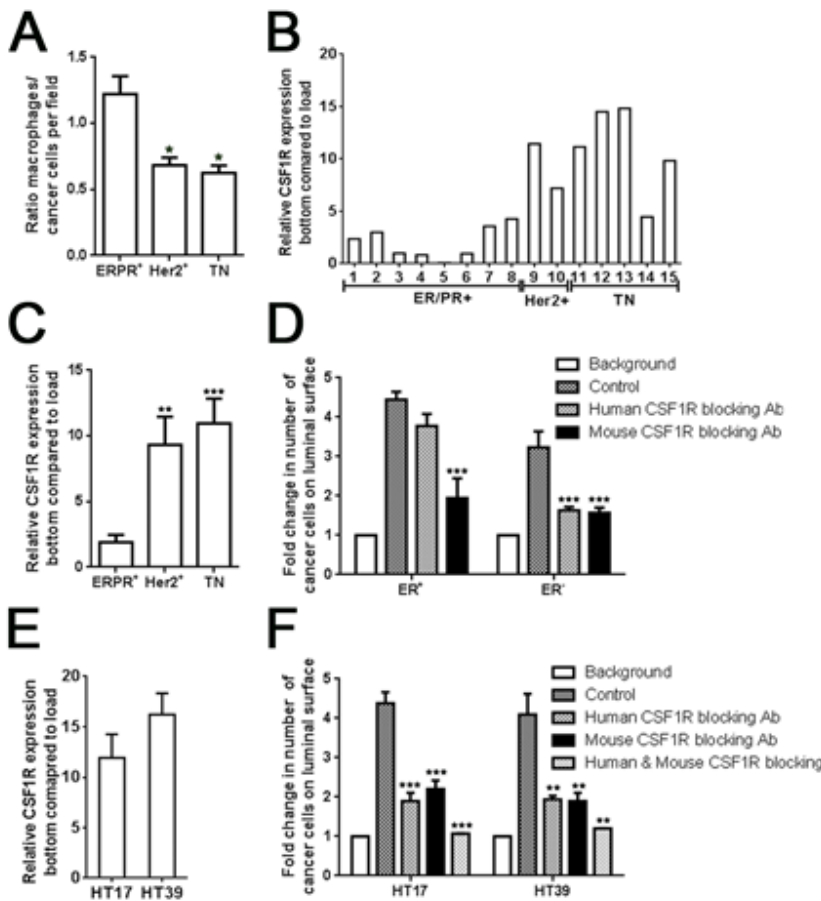 A
Ratio macrophages/
cancer cells per field
1.5
1.0
0.5
0.0
*
*
ERPR⁺
Her2⁺
TN
B
Relative CSF1R expression
bottom comared to load
20
15
10
5
0
1 2 3 4 5 6 7 8 9 10 11 12 13 14 15
ER/PR+
Her2+
TN
C
Relative CSF1R expression
bottom compared to load
15
10
5
0
**
***
ERPR⁺
Her2⁺
TN
D
Background
Control
Human CSF1R blocking Ab
Mouse CSF1R blocking Ab
Fold change in number of
cancer cells on luminal surface
5
4
3
2
1
0
***
*** ***
ER⁺
ER⁻
E
Relative CSF1R expression
bottom comapred to load
20
15
10
5
0
HT17 HT39
F
Background
Control
Human CSF1R blocking Ab
Mouse CSF1R blocking Ab
Human & Mouse CSF1R blocking
Fold change in number of
cancer cells on luminal surface
5
4
3
2
1
0
*** *** ***
** ** **
HT17
HT39